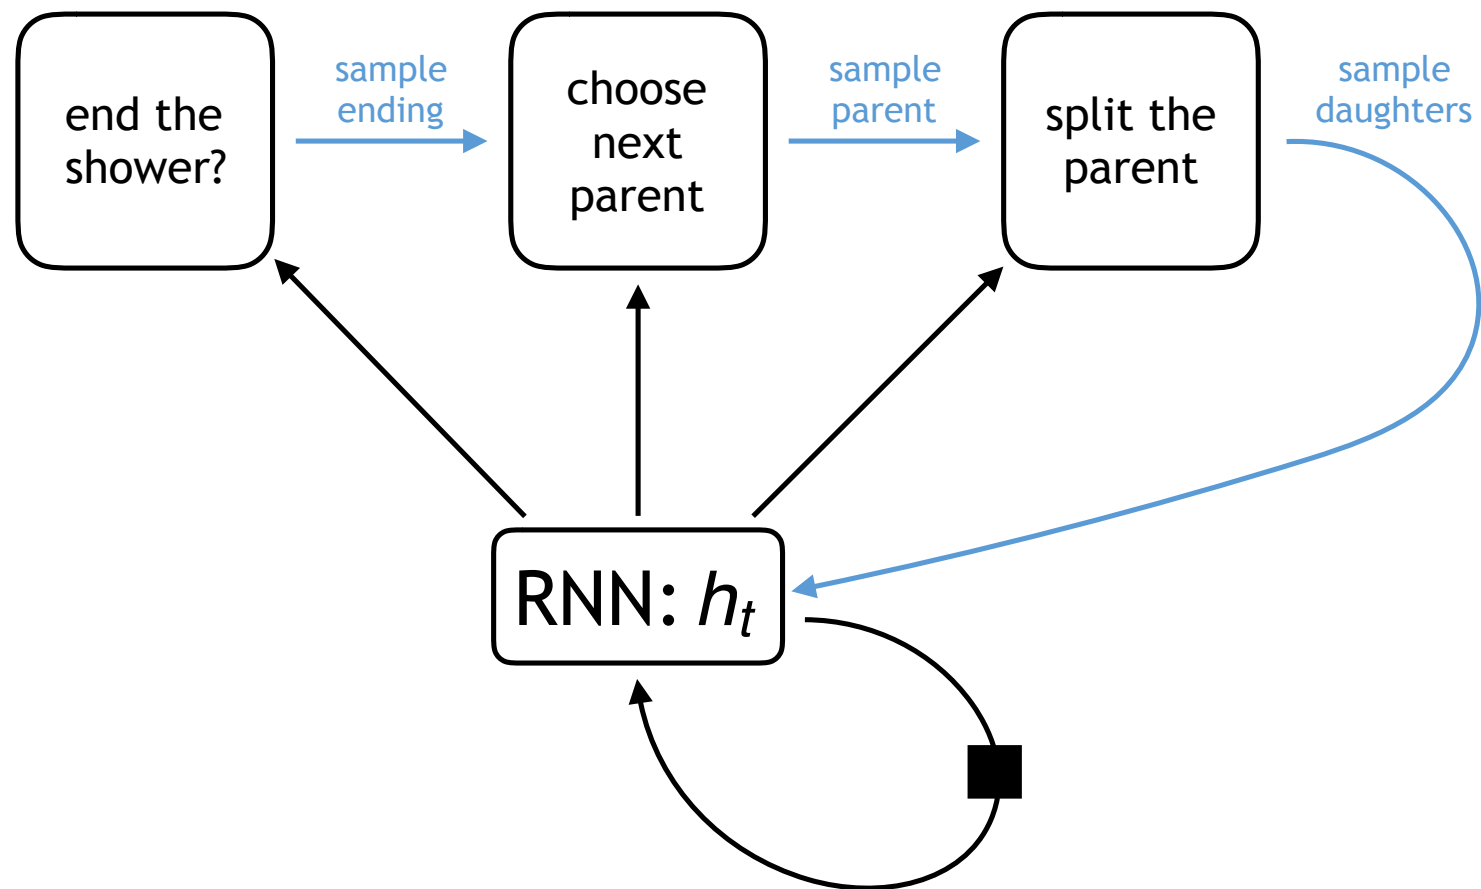 end the
shower?
sample
ending
choose
next
parent
sample
parent
split the
parent
sample
daughters
RNN: hₜ